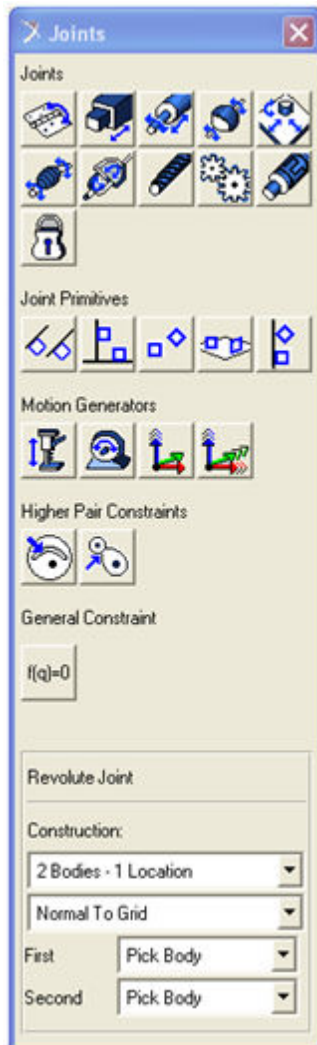 Joints
Joints
Joint Primitives
Motion Generators
Higher Pair Constraints
General Constraint
f(q)=0
Revolute Joint
Construction:
2 Bodies - 1 Location
Normal To Grid
First Pick Body
Second Pick Body